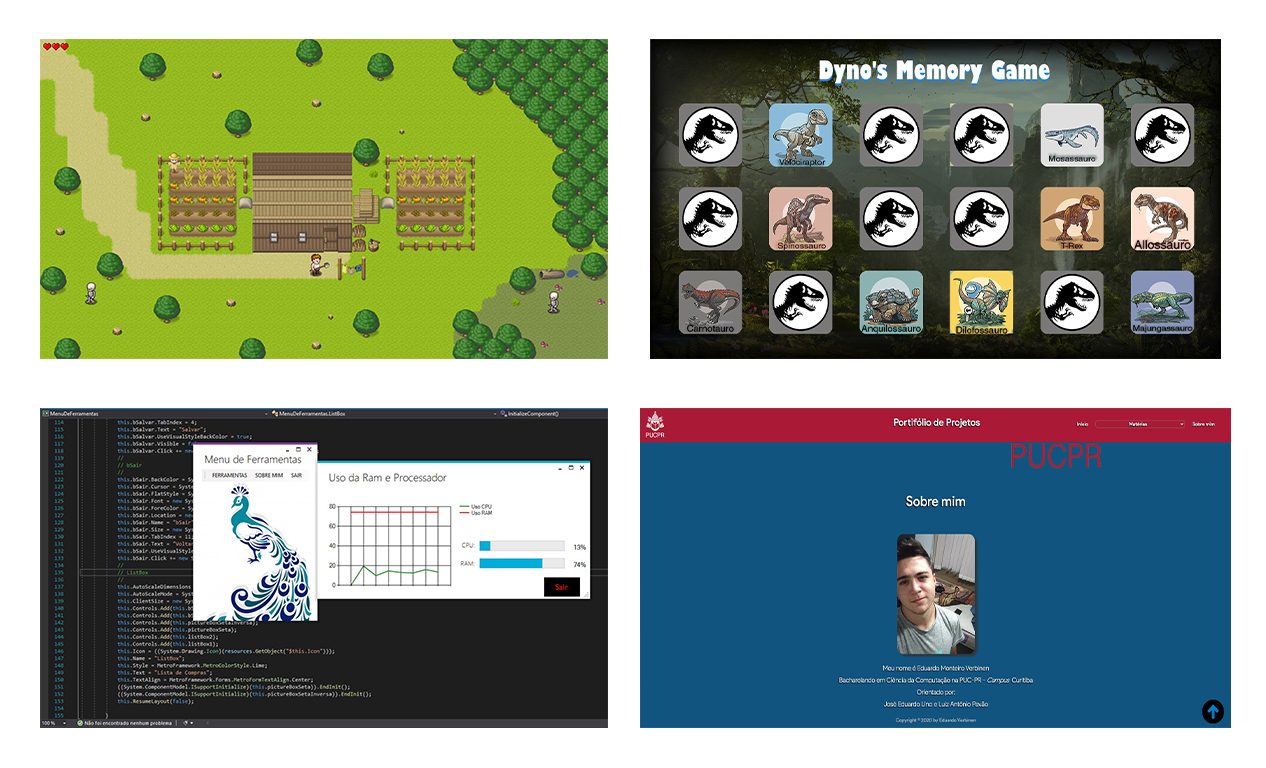 Dyno's Memory Game
Velociraptor
Mosassauro
Spinossauro
T-Rex
Allossauro
Carnotauro
Anquilossauro
Dilofossauro
Majungassauro
MenuDeFerramentas
MenuDeFerramentas.ListBox
InitializeComponent()
114 this.bSalvar.TabIndex = 4;
115 this.bSalvar.Text = "Salvar";
116 this.bSalvar.UseVisualStyleBackColor = true;
117 this.bSalvar.Visible =
118 this.bSalvar.Click +=
119 //
120 // bSair
121 //
122 this.bSair.BackColor =
123 this.bSair.Cursor =
124 this.bSair.FlatStyle =
125 this.bSair.Font = new
126 this.bSair.ForeColor =
127 this.bSair.Location =
128 this.bSair.Name =
129 this.bSair.Size = new
130 this.bSair.TabIndex =
131 this.bSair.Text =
132 this.bSair.UseVisualStyle
133 this.bSair.Click += new
134 //
135 // ListBox
136 //
137 this.AutoScaleDimensions
138 this.AutoScaleMode =
139 this.ClientSize = new
140 this.Controls.Add(this.
141 this.Controls.Add(this.
142 this.Controls.Add(this.pictureBoxSetaInversa);
143 this.Controls.Add(this.pictureBoxSeta);
144 this.Controls.Add(this.listBox2);
145 this.Controls.Add(this.listBox1);
146 this.Icon = ((System.Drawing.Icon)(resources.GetObject("$this.Icon")));
147 this.Name = "ListBox";
148 this.Style = MetroFramework.MetroColorStyle.Lime;
149 this.Text = "Lista de Compras";
150 this.TextAlign = MetroFramework.Forms.MetroFormTextAlign.Center;
151 ((System.ComponentModel.ISupportInitialize)(this.pictureBoxSeta)).EndInit();
152 ((System.ComponentModel.ISupportInitialize)(this.pictureBoxSetaInversa)).EndInit();
153 this.ResumeLayout(false);
154
155 }
100 %
Não foi encontrado nenhum problema
Menu de Ferramentas
FERRAMENTAS SOBRE MIM SAIR
Uso da Ram e Processador
80
60
40
20
0
Uso CPU
Uso RAM
CPU: 13%
RAM: 74%
Sair
PUCPR
Portifólio de Projetos
Início
Matérias
Sobre mim
PUCPR
Sobre mim
Meu nome é Eduardo Monteiro Verbinen
Bacharelando em Ciência da Computação na PUC-PR - Campus Curitiba
Orientado por:
José Eduardo Lino e Luiz Antônio Pavão
Copyright © 2020 by Eduardo Verbinen